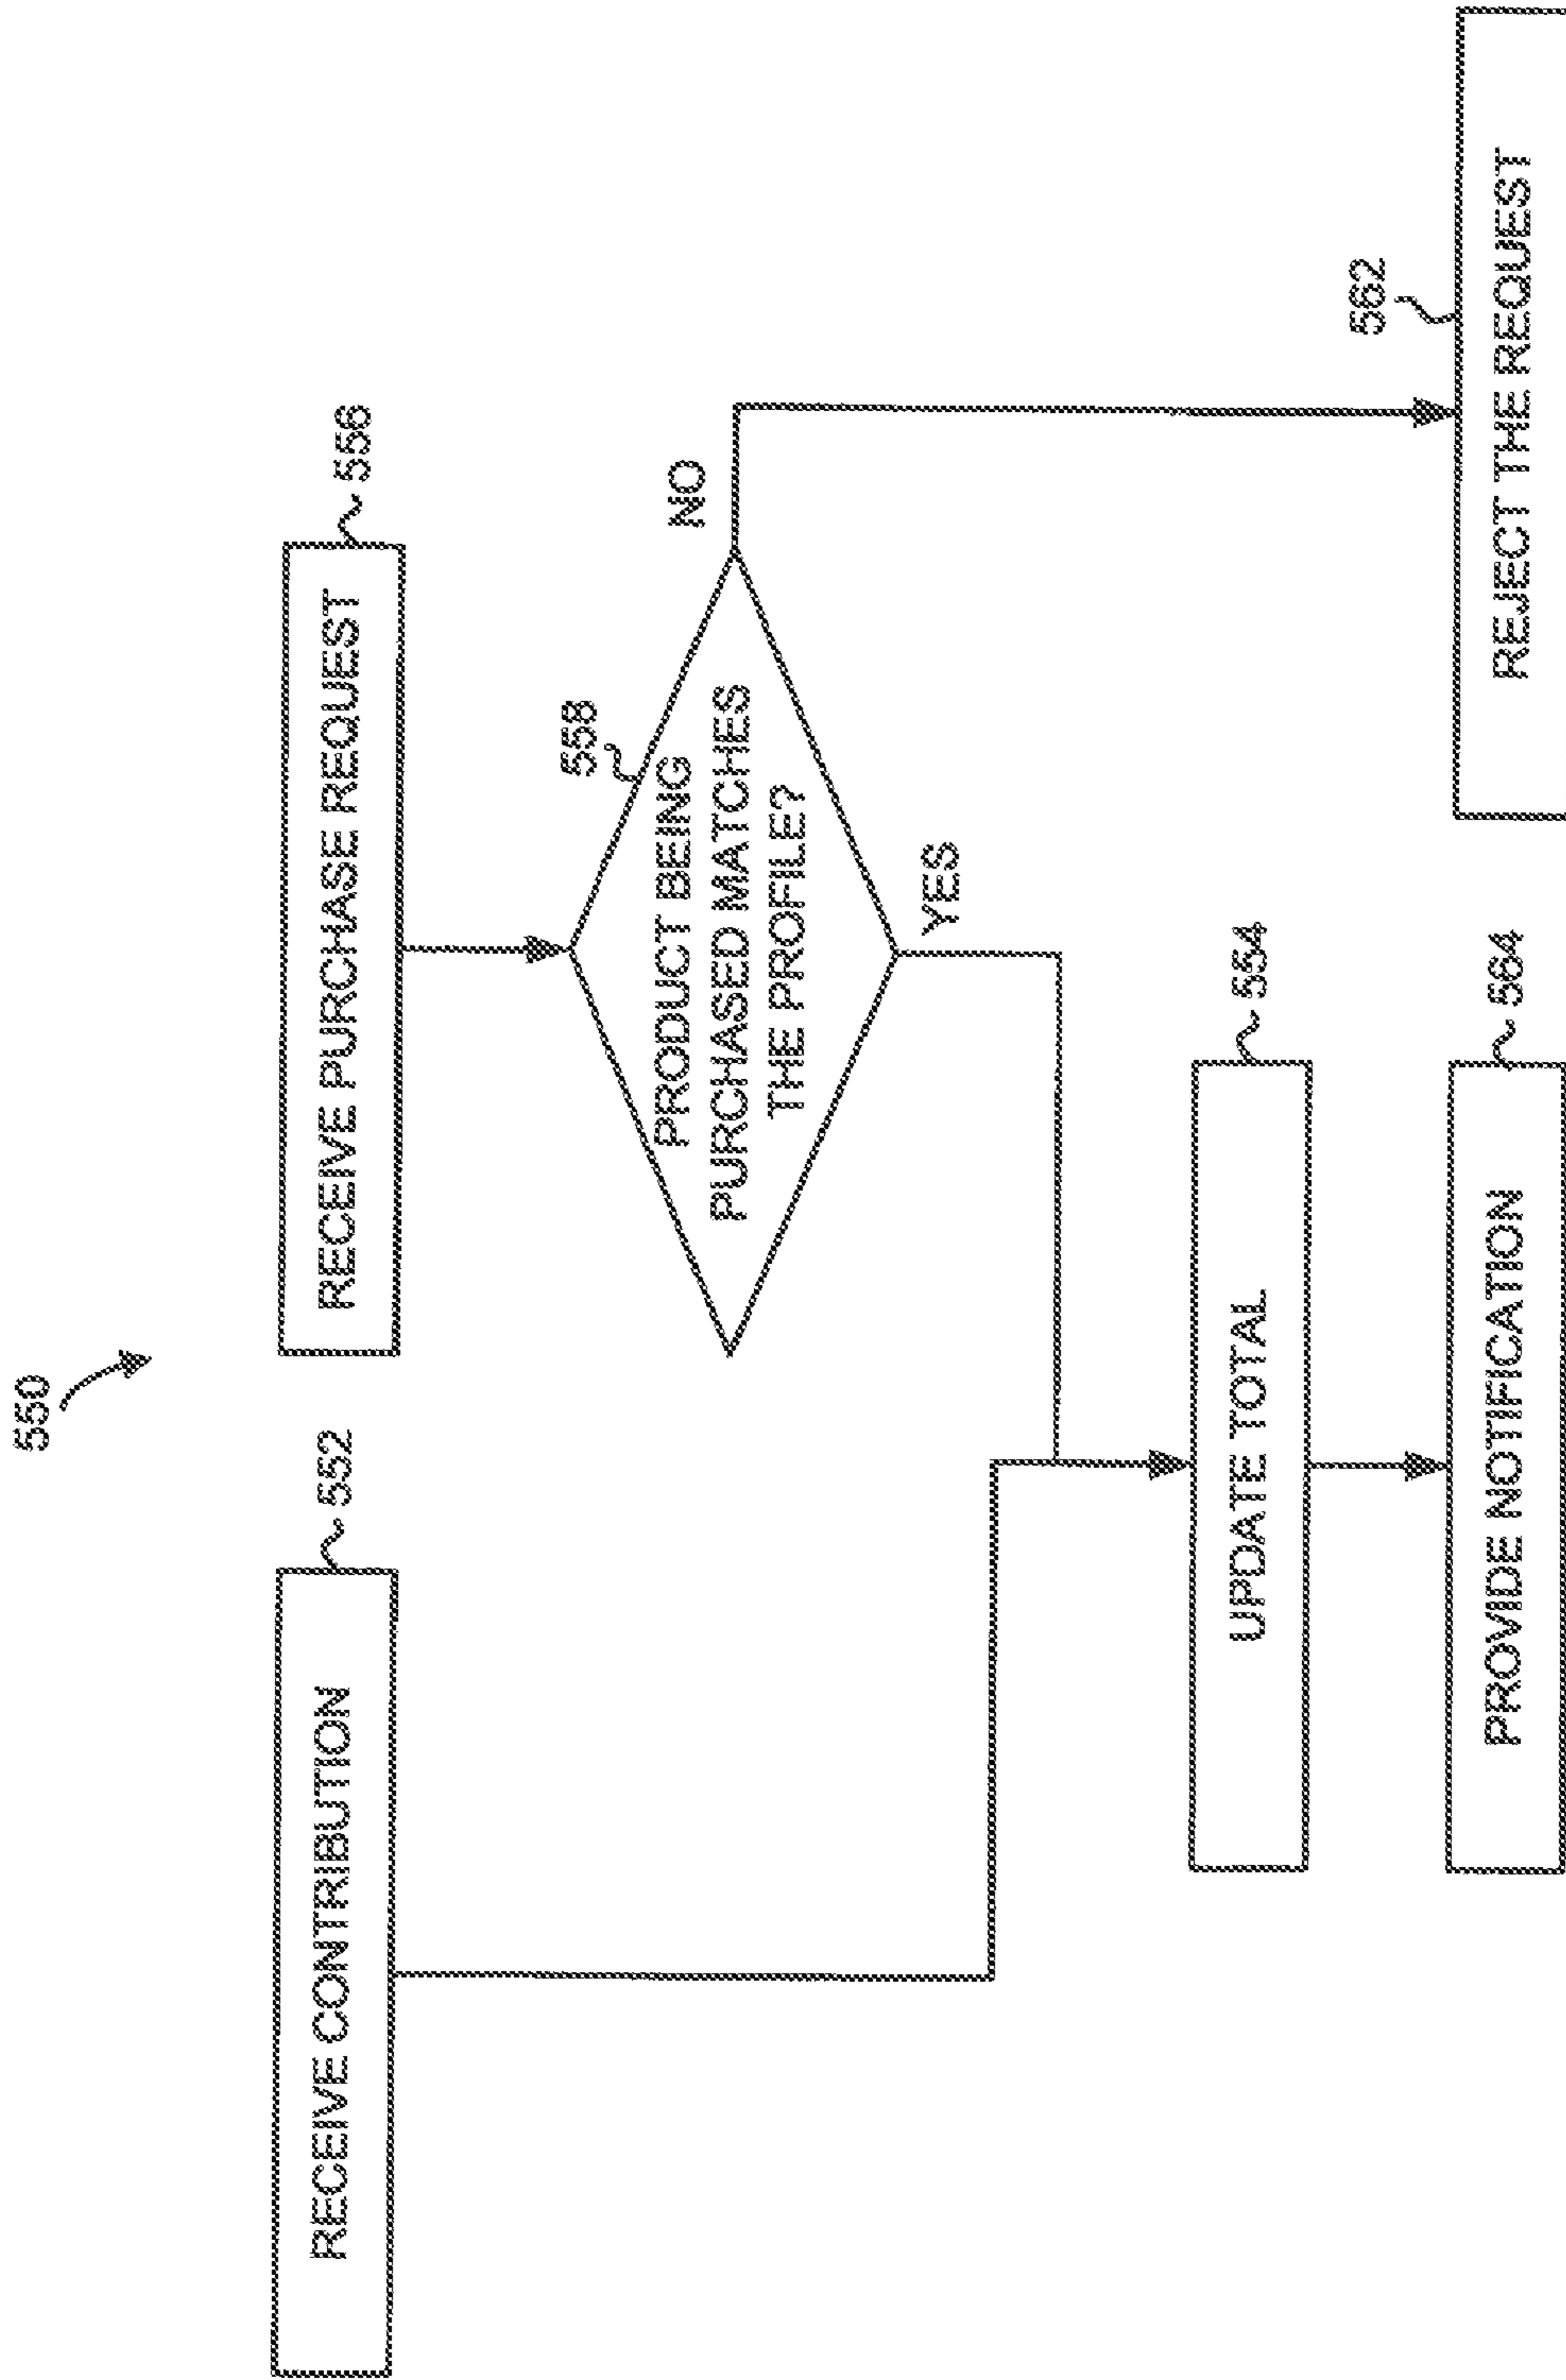 550
RECEIVE CONTRIBUTION
552
RECEIVE PURCHASE REQUEST
556
558
PRODUCT BEING
PURCHASED MATCHES
THE PROFILE?
NO
YES
UPDATE TOTAL
554
PROVIDE NOTIFICATION
564
562
REJECT THE REQUEST